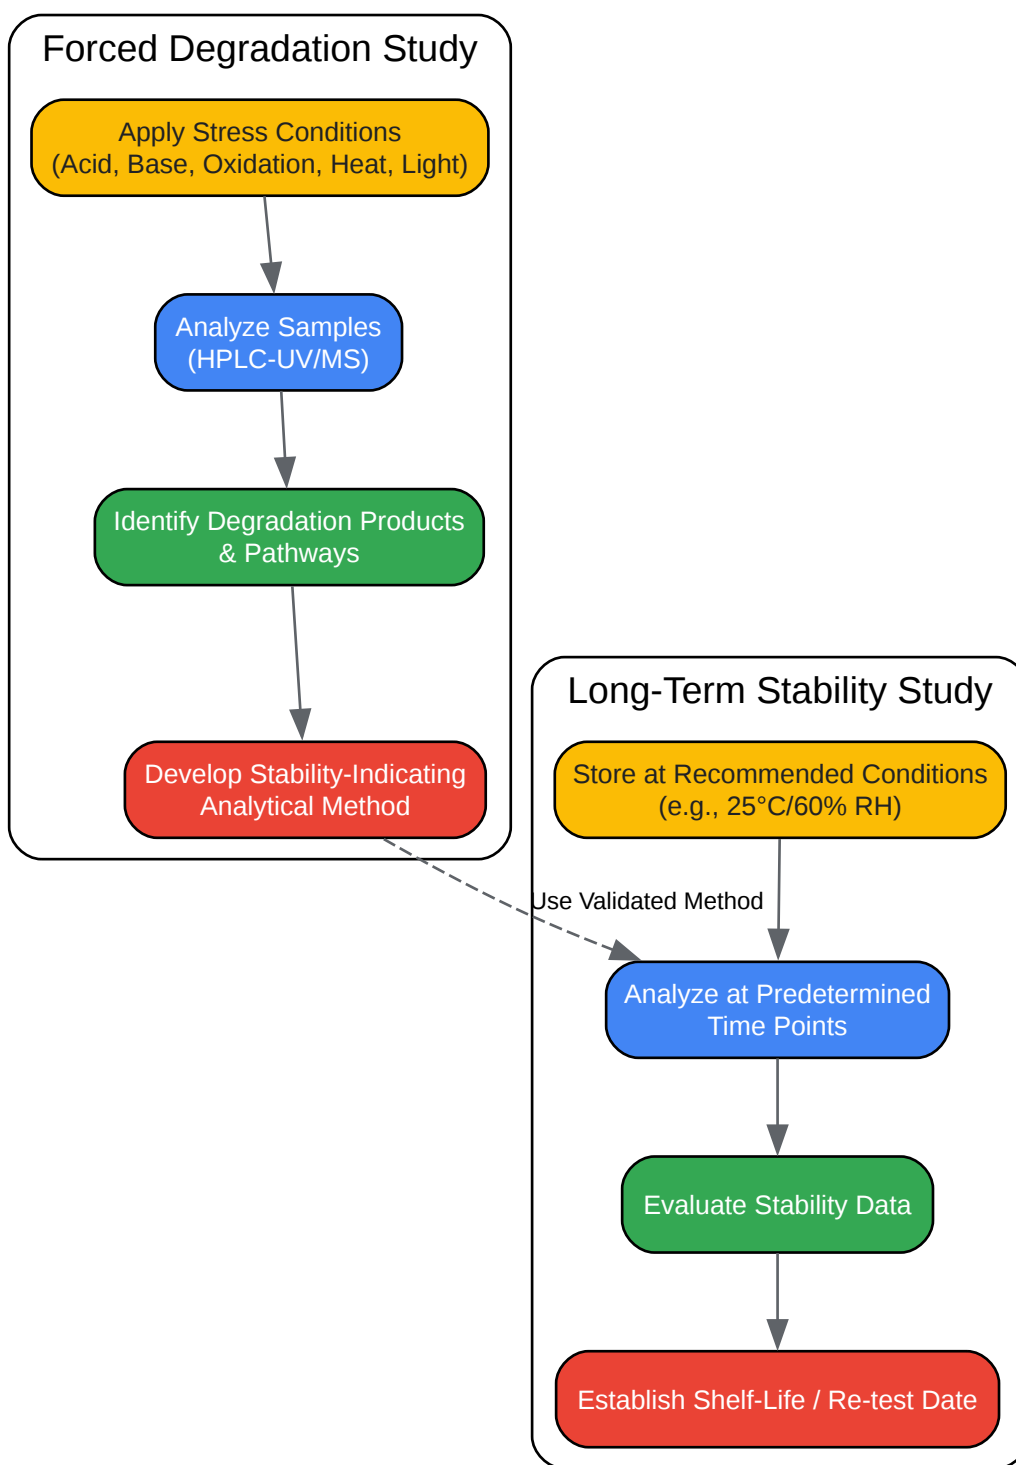 Forced Degradation Study
Apply Stress Conditions
(Acid, Base, Oxidation, Heat, Light)
Analyze Samples
(HPLC-UV/MS)
Identify Degradation Products
& Pathways
Develop Stability-Indicating
Analytical Method
Long-Term Stability Study
Store at Recommended Conditions
(e.g., 25°C/60% RH)
Use Validated Method
Analyze at Predetermined
Time Points
Evaluate Stability Data
Establish Shelf-Life / Re-test Date